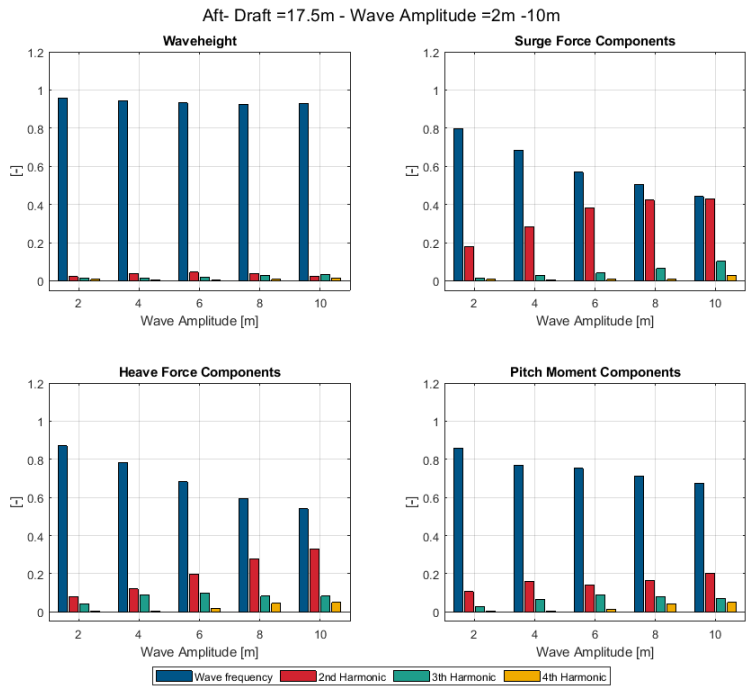 Aft- Draft =17.5m - Wave Amplitude =2m -10m
Waveheight
1.2
1
0.8
0.6
0.4
0.2
0
[-]
2 4 6 8 10
Wave Amplitude [m]
Surge Force Components
1.2
1
0.8
0.6
0.4
0.2
0
[-]
2 4 6 8 10
Wave Amplitude [m]
Heave Force Components
1.2
1
0.8
0.6
0.4
0.2
0
[-]
2 4 6 8 10
Wave Amplitude [m]
Pitch Moment Components
1.2
1
0.8
0.6
0.4
0.2
0
[-]
2 4 6 8 10
Wave Amplitude [m]
Wave frequency 2nd Harmonic 3th Harmonic 4th Harmonic